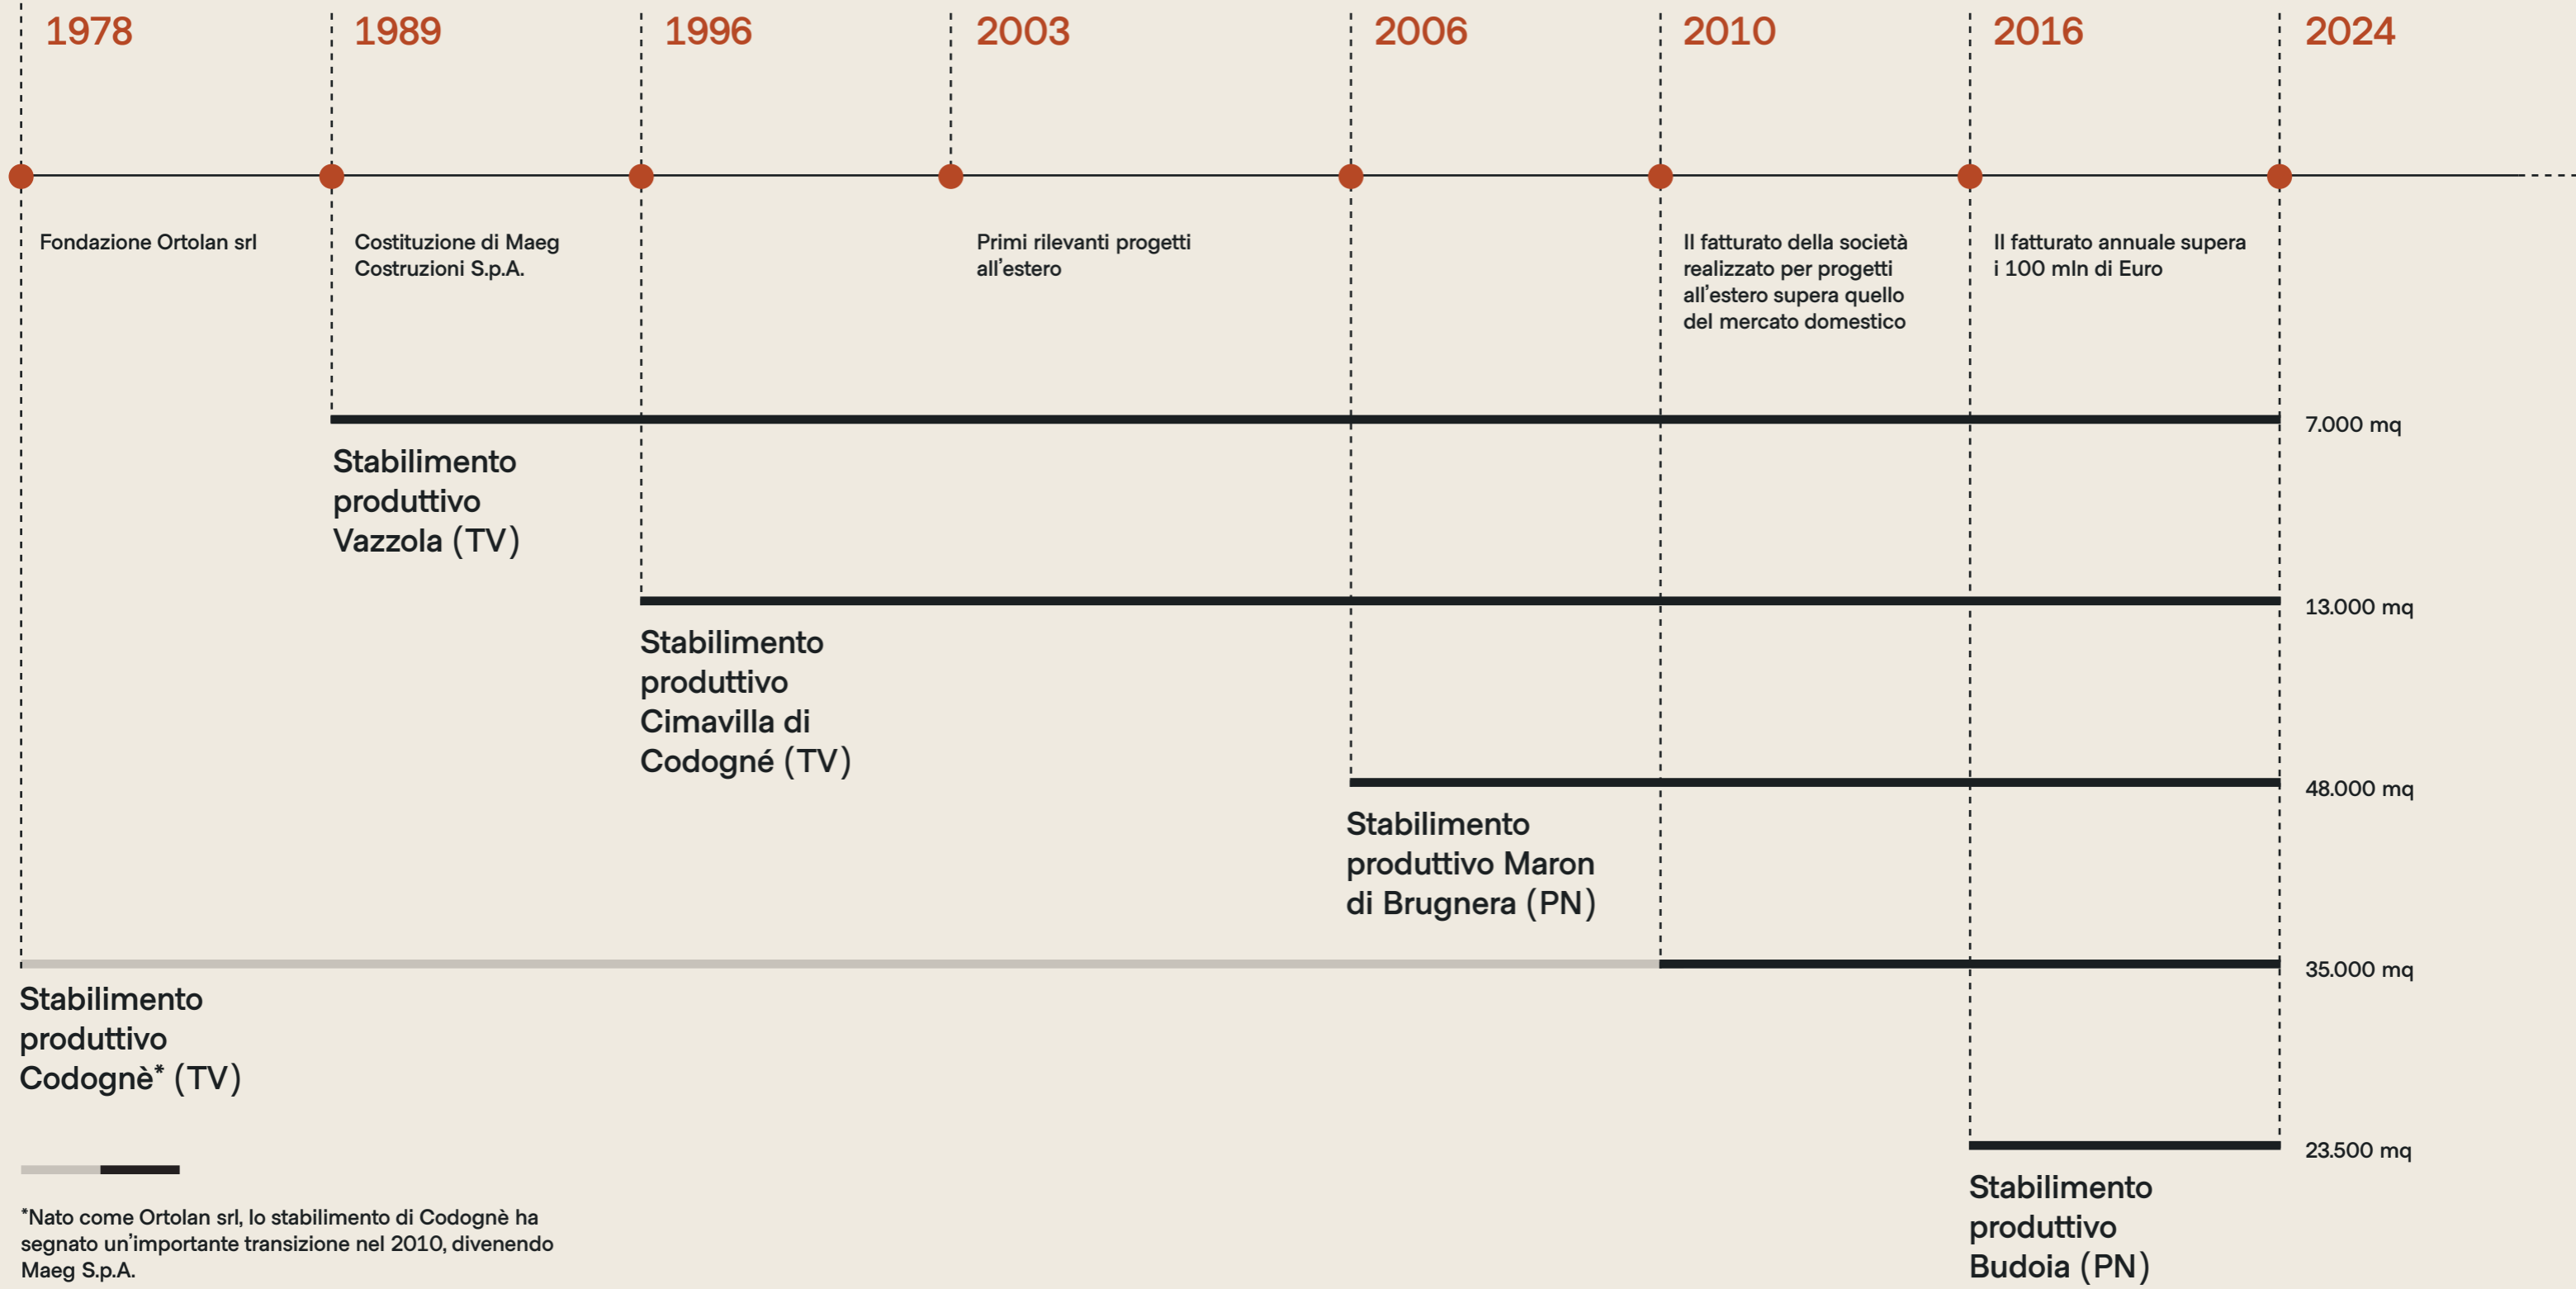 1978
1989
1996
2003
2006
2010
2016
2024
Fondazione Ortolan srl
Costituzione di Maeg
Costruzioni S.p.A.
Primi rilevanti progetti
all'estero
Il fatturato della società
realizzato per progetti
all'estero supera quello
del mercato domestico
Il fatturato annuale supera
i 100 mln di Euro
7.000 mq
Stabilimento
produttivo
Vazzola (TV)
13.000 mq
Stabilimento
produttivo
Cimavilla di
Codogné (TV)
48.000 mq
Stabilimento
produttivo Maron
di Brugnera (PN)
35.000 mq
Stabilimento
produttivo
Codognè* (TV)
23.500 mq
Stabilimento
produttivo
Budoia (PN)
*Nato come Ortolan srl, lo stabilimento di Codognè ha
segnato un'importante transizione nel 2010, divenendo
Maeg S.p.A.